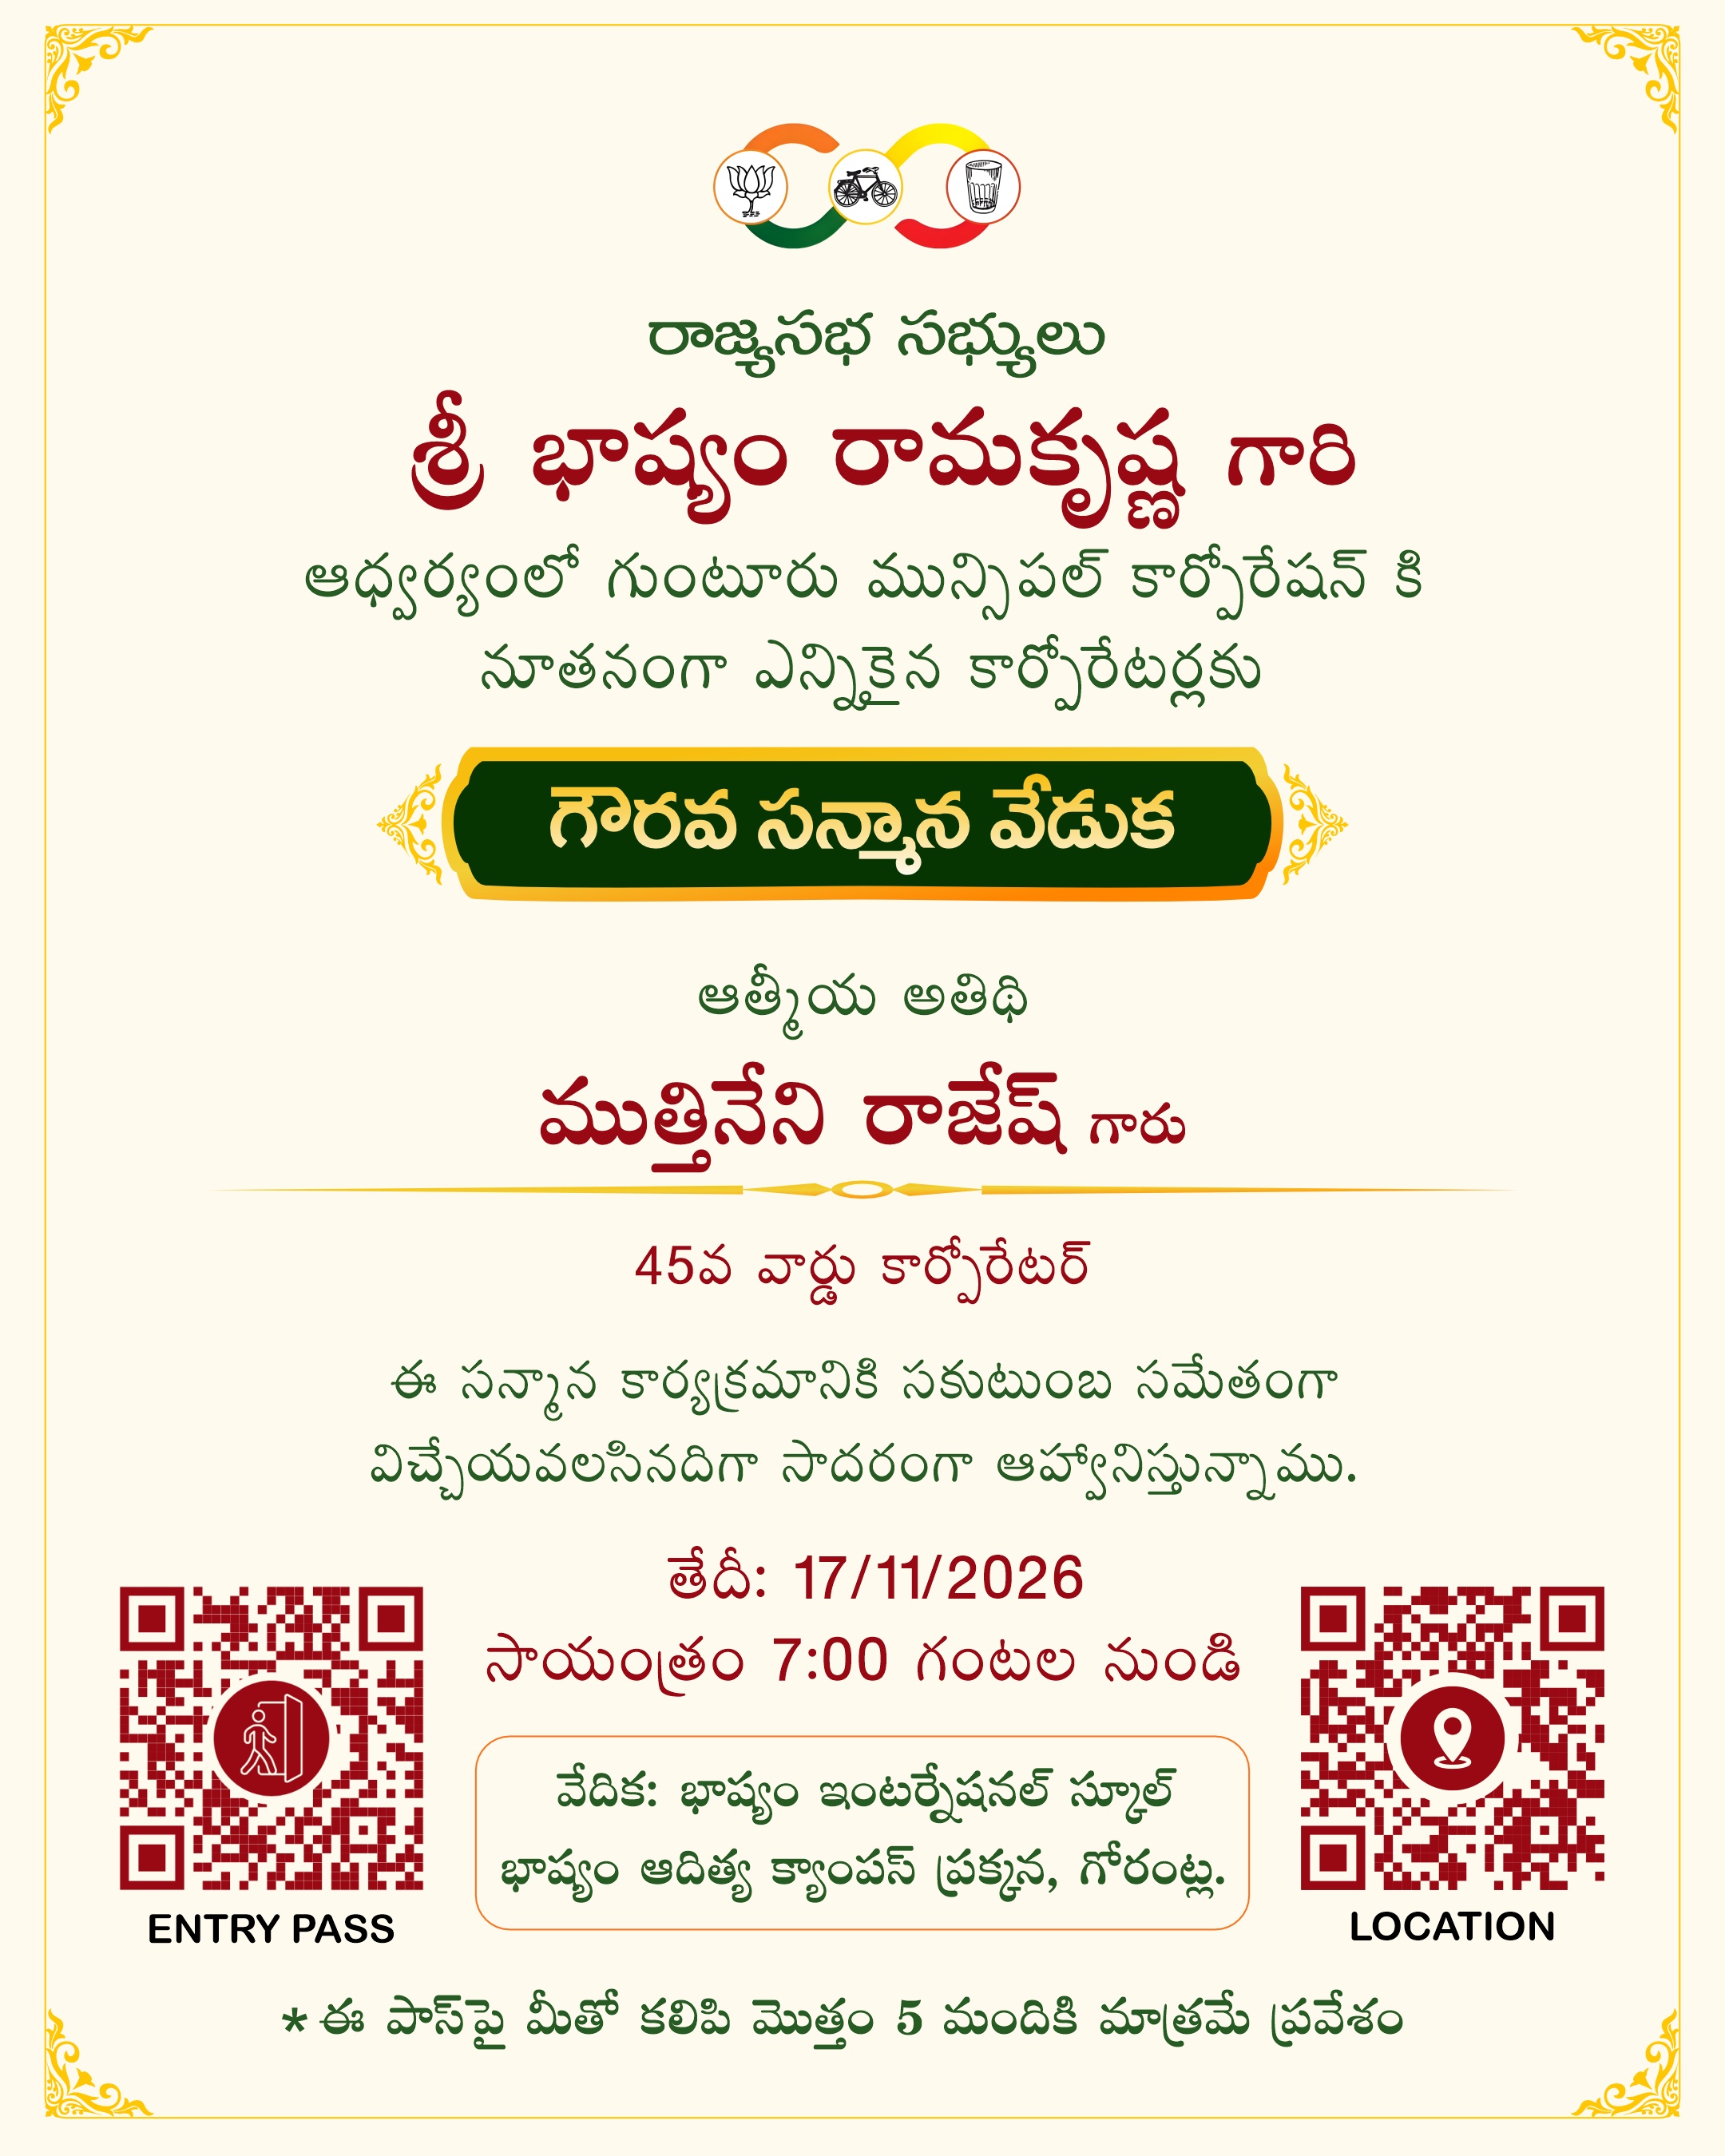 రాజ్యసభ సభ్యులు
శ్రీ భాష్యం రామకృష్ణ గారి
ఆధ్వర్యంలో గుంటూరు మున్సిపల్ కార్పోరేషన్ కి
నూతనంగా ఎన్నికైన కార్పోరేటర్లకు
గౌరవ సన్మాన వేడుక
ఆత్మీయ అతిథి
ముత్తినేని రాజేష్ గారు
45వ వార్డు కార్పోరేటర్
ఈ సన్మాన కార్యక్రమానికి సకుటుంబ సమేతంగా
విచ్చేయవలసినదిగా సాదరంగా ఆహ్వానిస్తున్నాము.
తేదీ: 17/11/2026
సాయంత్రం 7:00 గంటల నుండి
వేదిక: భాష్యం ఇంటర్నేషనల్ స్కూల్
భాష్యం ఆదిత్య క్యాంపస్ ప్రక్కన, గోరంట్ల.
ENTRY PASS
LOCATION
* ఈ పాస్‌పై మీతో కలిపి మొత్తం 5 మందికి మాత్రమే ప్రవేశం